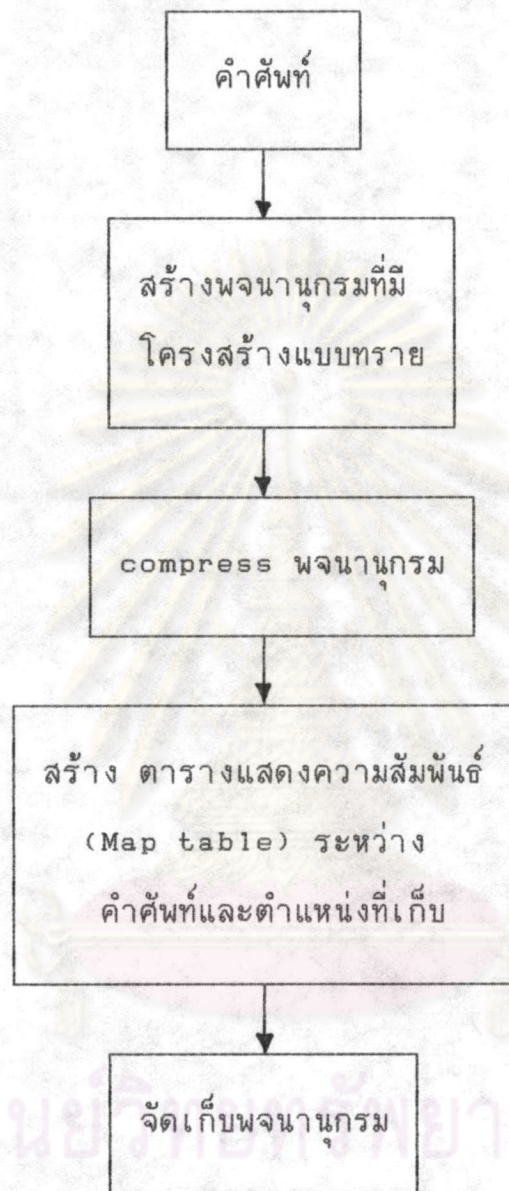 คำศัพท์
สร้างพจนานุกรมที่มี
โครงสร้างแบบทราย
compress พจนานุกรม
สร้าง ตารางแสดงความสัมพันธ์
(Map table) ระหว่าง
คำศัพท์และตำแหน่งที่เก็บ
จัดเก็บพจนานุกรม